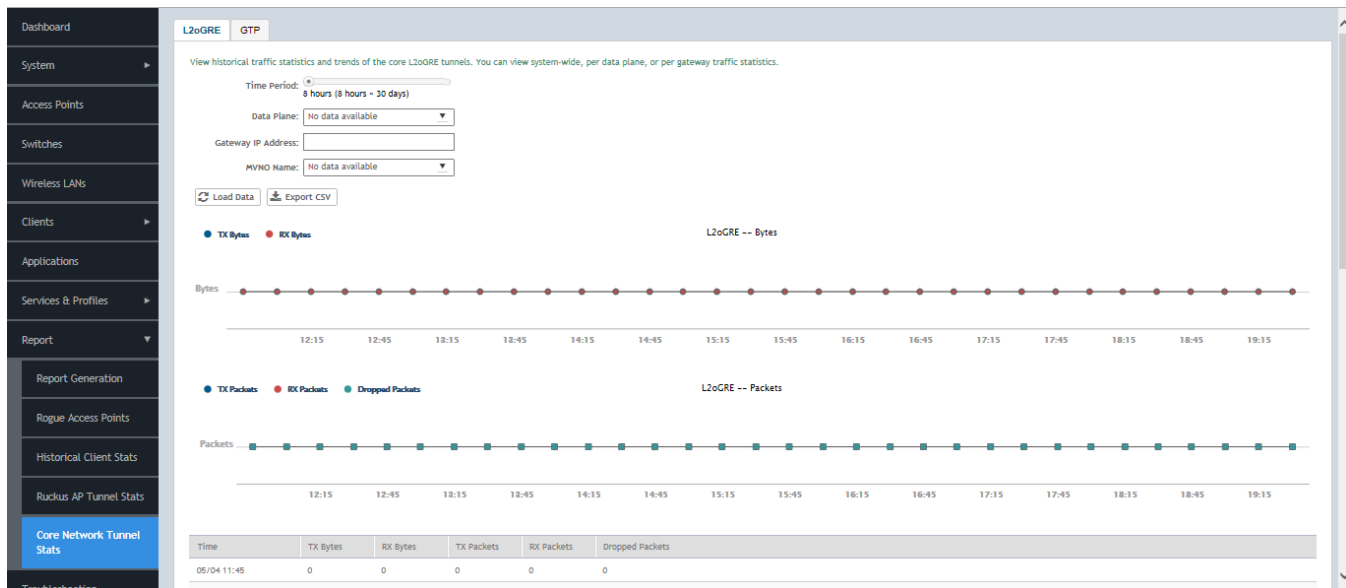 Dashboard
System
Access Points
Switches
Wireless LANs
Clients
Applications
Services & Profiles
Report
Report Generation
Rogue Access Points
Historical Client Stats
Ruckus AP Tunnel Stats
Core Network Tunnel
Stats
Troubleshooting
L2oGRE GTP
View historical traffic statistics and trends of the core L2oGRE tunnels. You can view system-wide, per data plane, or per gateway traffic statistics.
Time Period:
8 hours (8 hours ~ 30 days)
Data Plane: No data available
Gateway IP Address:
MVNO Name: No data available
Load Data Export CSV
TX Bytes RX Bytes L2oGRE -- Bytes
Bytes
12:15 12:45 13:15 13:45 14:15 14:45 15:15 15:45 16:15 16:45 17:15 17:45 18:15 18:45 19:15
TX Packets RX Packets Dropped Packets L2oGRE -- Packets
Packets
12:15 12:45 13:15 13:45 14:15 14:45 15:15 15:45 16:15 16:45 17:15 17:45 18:15 18:45 19:15
Time TX Bytes RX Bytes TX Packets RX Packets Dropped Packets
05/04 11:45 0 0 0 0 0